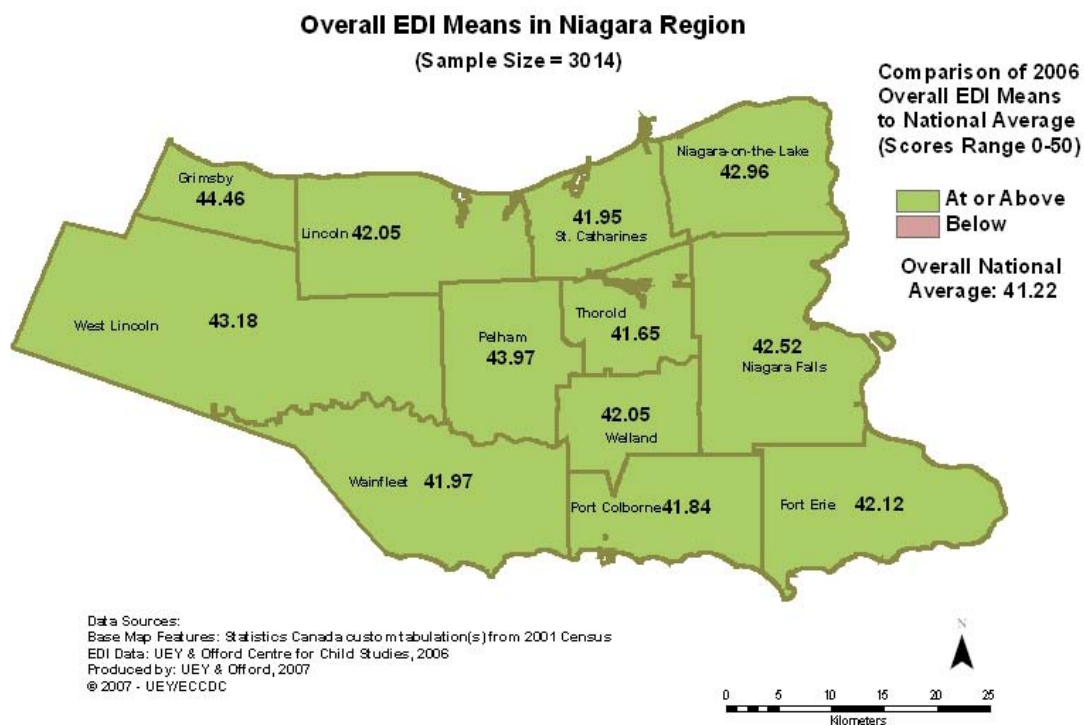 Overall EDI Means in Niagara Region
(Sample Size = 3014)
Comparison of 2006
Overall EDI Means
to National Average
(Scores Range 0-50)
At or Above
Below
Overall National
Average: 41.22
Grimsby
44.46
Lincoln 42.05
41.95
St. Catharines
Niagara-on-the-Lake
42.96
West Lincoln 43.18
Pelham
43.97
Thorold
41.65
42.52
Niagara Falls
42.05
Welland
Wainfleet 41.97
Port Colborne 41.84
Fort Erie 42.12
Data Sources:
Base Map Features: Statistics Canada custom tabulation(s) from 2001 Census
EDI Data: UEY & Offord Centre for Child Studies, 2006
Produced by: UEY & Offord, 2007
© 2007 - UEY/ECCDC
N
0 5 10 15 20 25
Kilometers